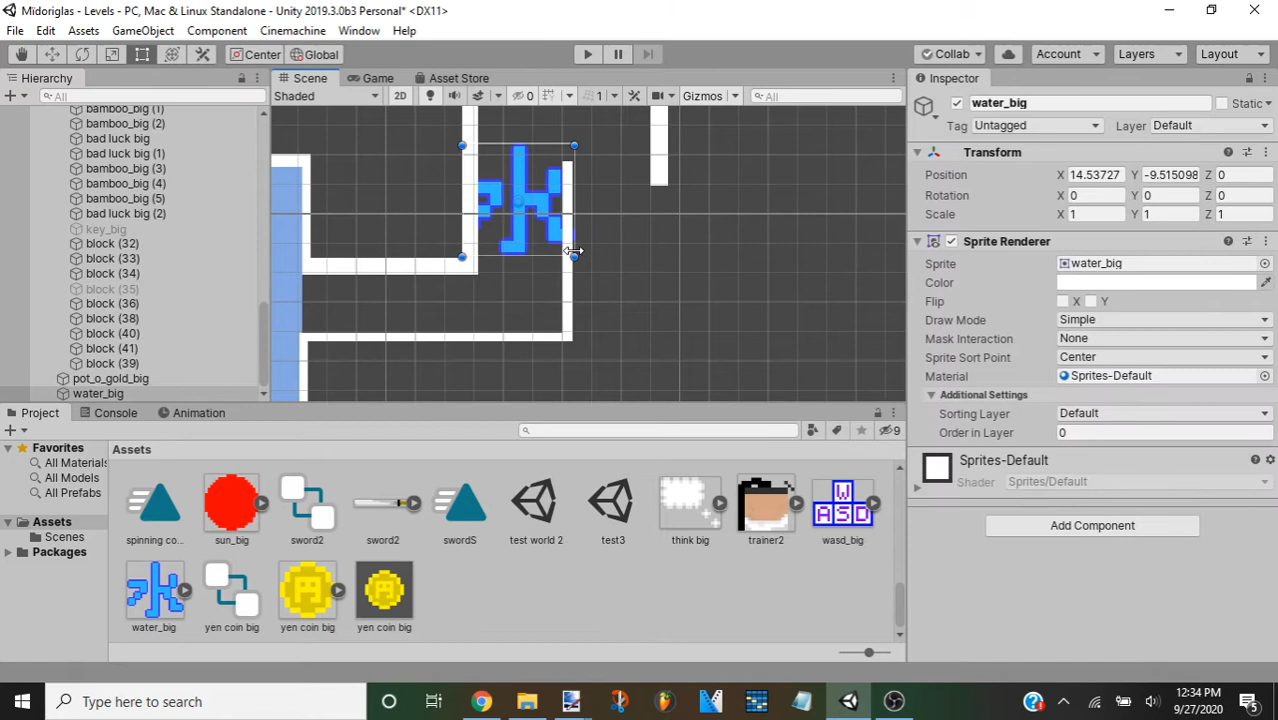 Midoriglas - Levels - PC, Mac & Linux Standalone - Unity 2019.3.0b3 Personal* <DX11>
File Edit Assets GameObject Component Cinemachine Window Help
Center Global Collab Account Layers Layout
Hierarchy Scene Game Asset Store Inspector
All Shaded 2D 0 1 Gizmos All water_big Static
bamboo_big (1)
bamboo_big (2)
Tag Untagged Layer Default
bad luck big
bad luck big (1)
Transform
bamboo_big (3)
Position X 14.53727 Y -9.515098 Z 0
bamboo_big (4)
Rotation X 0 Y 0 Z 0
bamboo_big (5)
bad luck big (2)
Scale X 1 Y 1 Z 1
key_big
block (32)
Sprite Renderer
block (33)
Sprite water_big
block (34)
Color
block (35)
Flip X Y
block (36)
Draw Mode Simple
block (38)
block (40)
Mask Interaction None
block (41)
Sprite Sort Point Center
block (39)
pot_o_gold_big
Material Sprites-Default
water_big
Additional Settings
Project Console Animation
Sorting Layer Default
9
Order in Layer 0
Favorites
All Materials
All Models
All Prefabs
Assets
Scenes
Packages
Assets
水
spinning co... sun_big sword2 sword2 swordS test world 2 test3 think big trainer2 wasd_big
W
A S D
水
water_big yen coin big yen coin big yen coin big
Sprites-Default
Shader Sprites/Default
Add Component
Type here to search
12:34 PM
9/27/2020
5